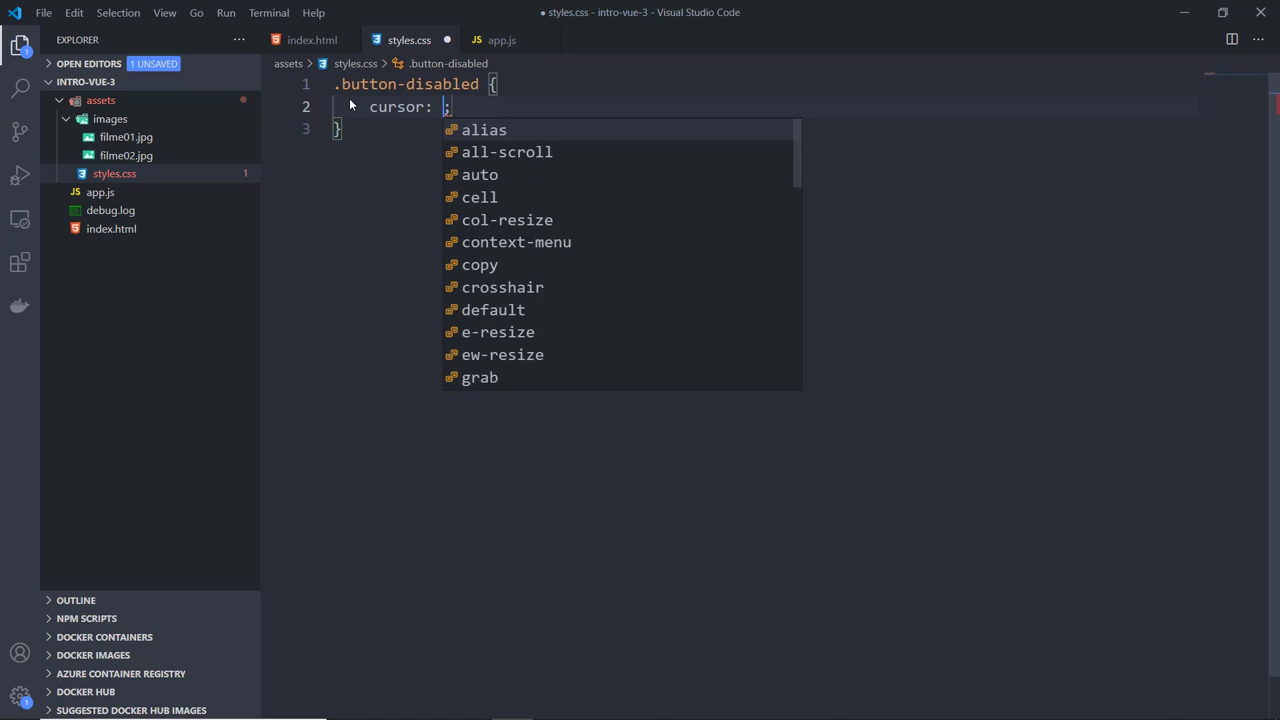 File Edit Selection View Go Run Terminal Help
● styles.css - intro-vue-3 - Visual Studio Code
EXPLORER
index.html
styles.css
JS app.js
OPEN EDITORS 1 UNSAVED
assets > styles.css > .button-disabled
INTRO-VUE-3
assets
images
filme01.jpg
filme02.jpg
styles.css 1
JS app.js
debug.log
index.html
1 .button-disabled {
2 cursor: ;
3 }
alias
all-scroll
auto
cell
col-resize
context-menu
copy
crosshair
default
e-resize
ew-resize
grab
OUTLINE
NPM SCRIPTS
DOCKER CONTAINERS
DOCKER IMAGES
AZURE CONTAINER REGISTRY
DOCKER HUB
SUGGESTED DOCKER HUB IMAGES
1
1